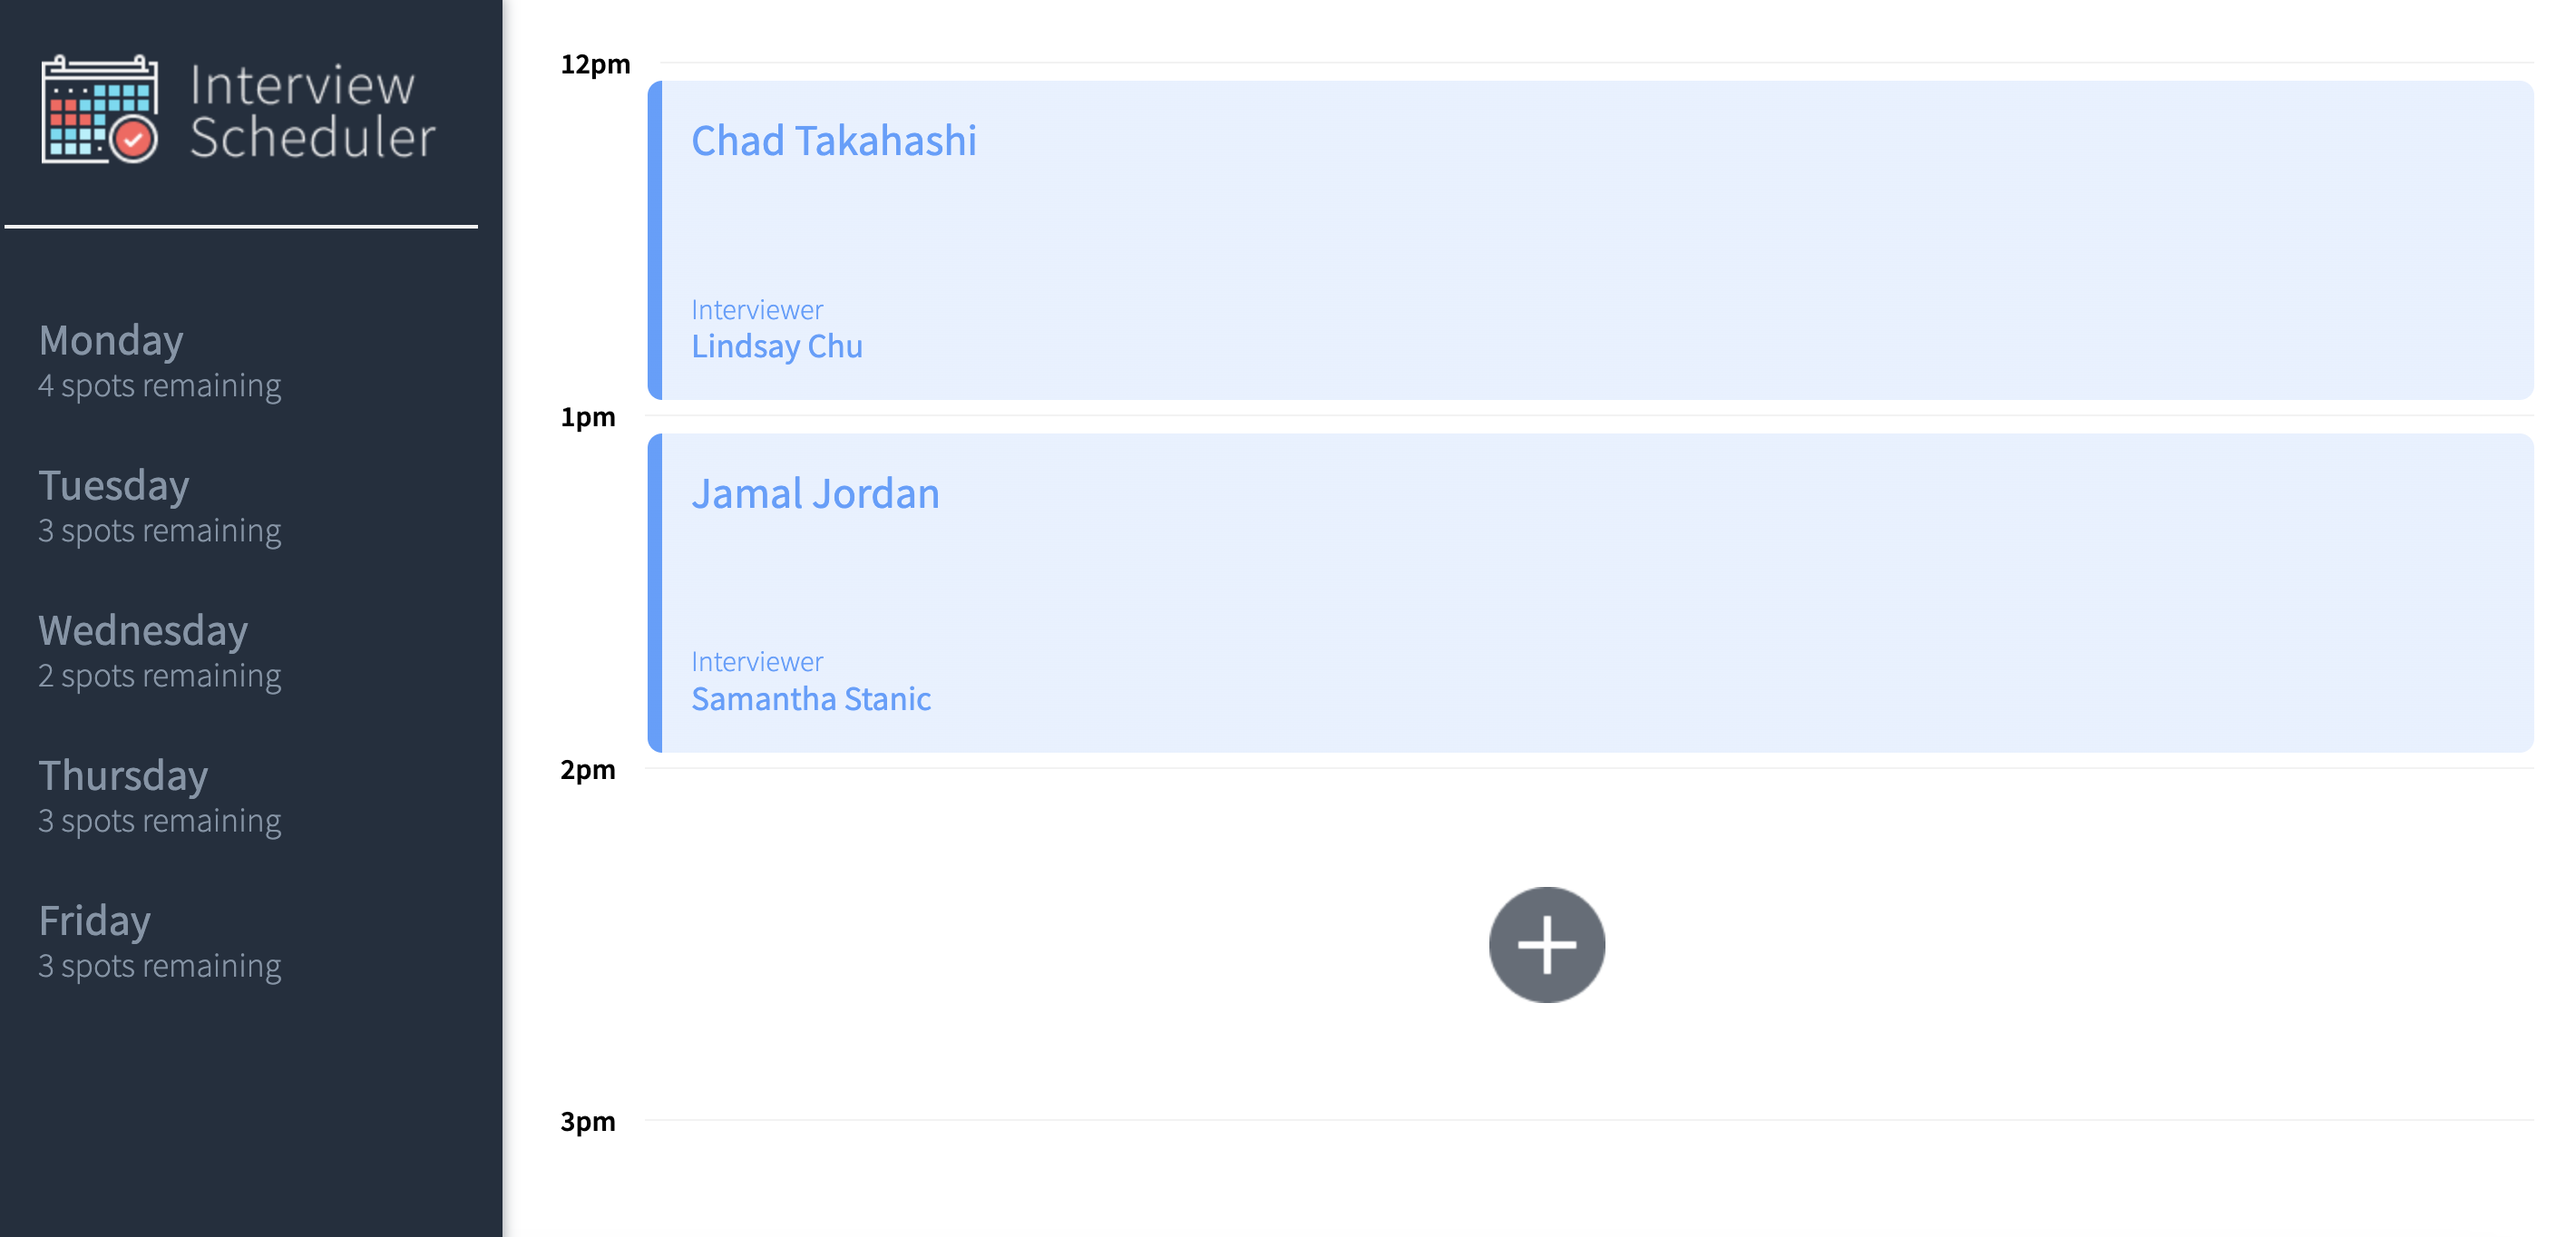 Interview
Scheduler
Monday
4 spots remaining
Tuesday
3 spots remaining
Wednesday
2 spots remaining
Thursday
3 spots remaining
Friday
3 spots remaining
12pm
Chad Takahashi
Interviewer
Lindsay Chu
1pm
Jamal Jordan
Interviewer
Samantha Stanic
2pm
3pm